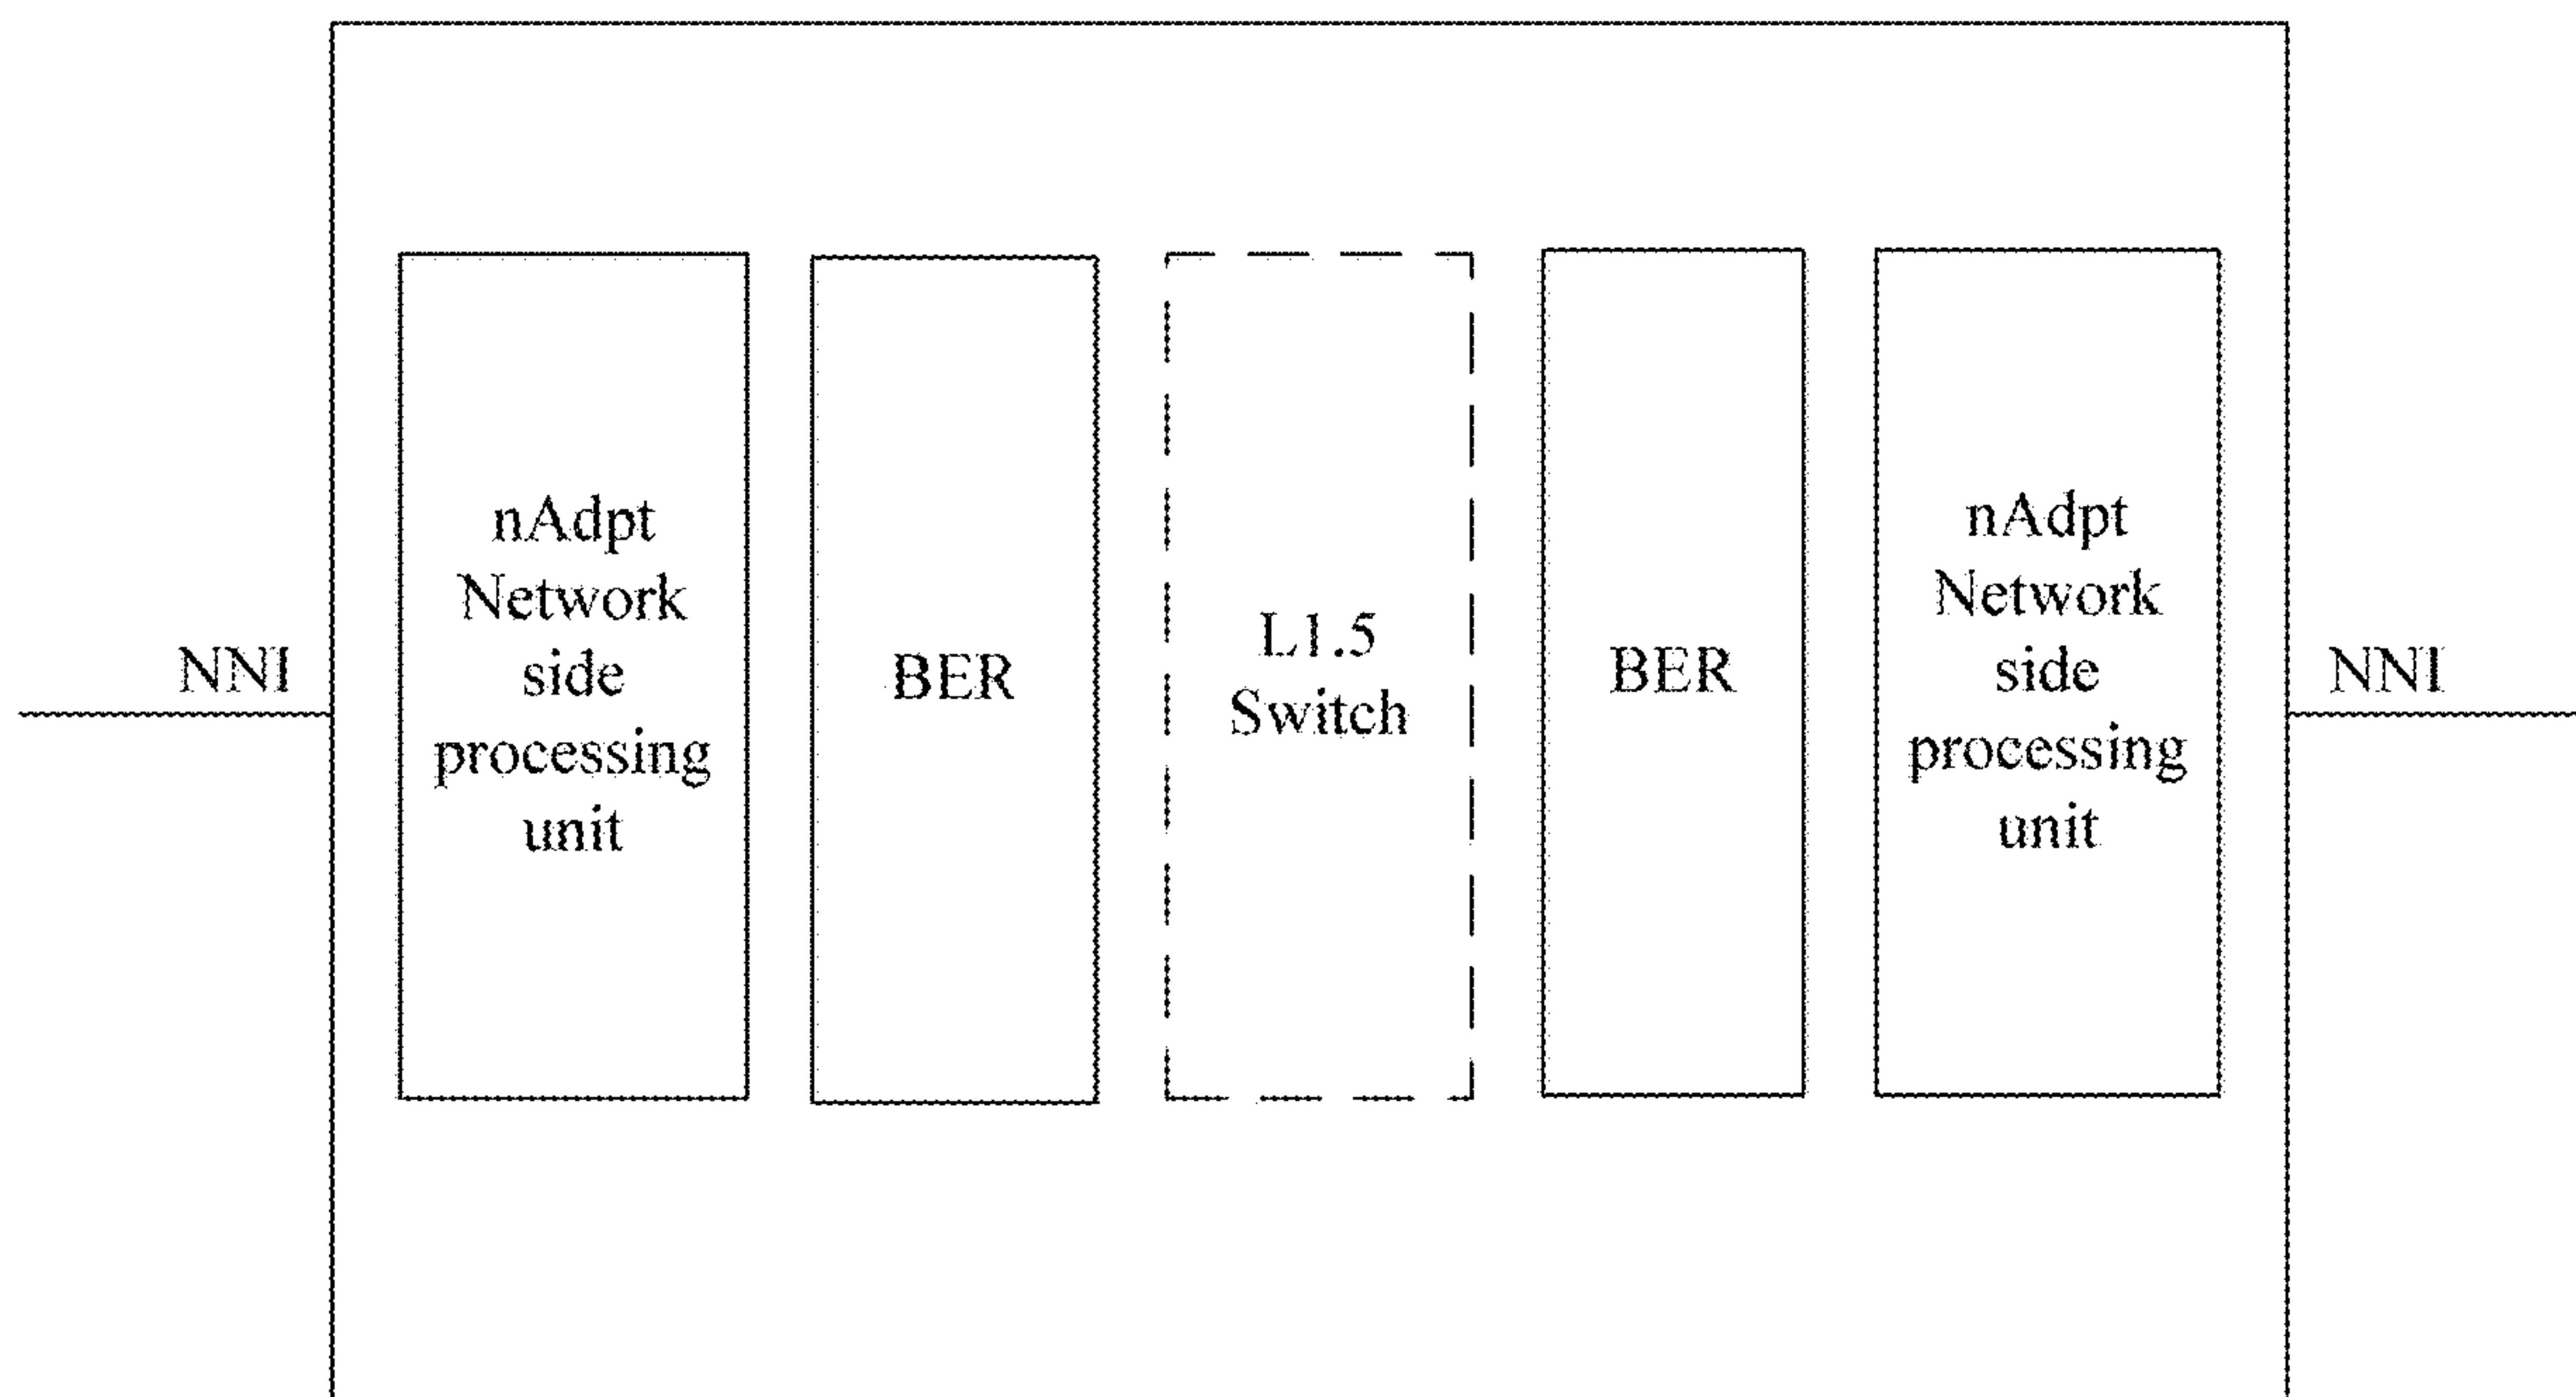 NNI
nAdpt
Network
side
processing
unit
BER
L1.5
Switch
BER
nAdpt
Network
side
processing
unit
NNI